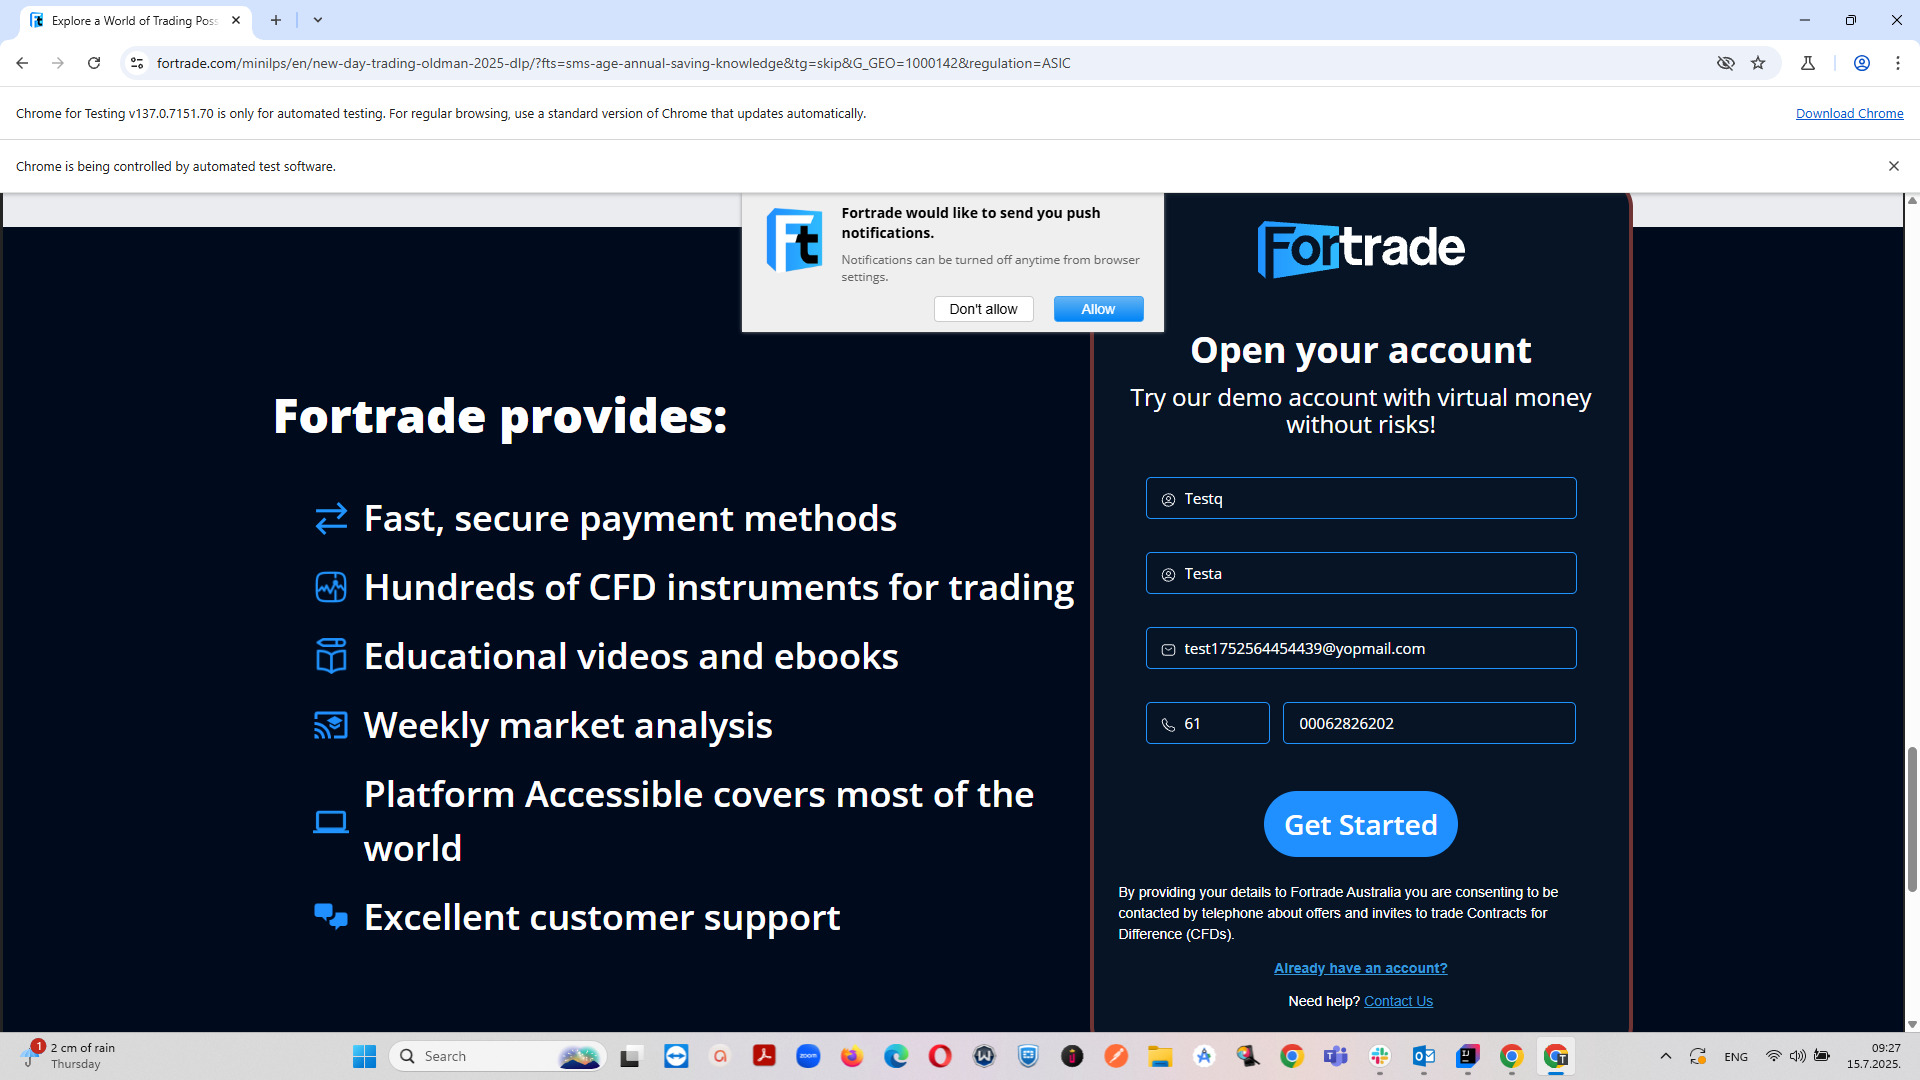 Explore a World of Trading Poss
fortrade.com/minilps/en/new-day-trading-oldman-2025-dlp/?fts=sms-age-annual-saving-knowledge&tg=skip&G_GEO=1000142&regulation=ASIC
Chrome for Testing v137.0.7151.70 is only for automated testing. For regular browsing, use a standard version of Chrome that updates automatically.
Download Chrome
Chrome is being controlled by automated test software.
Ft
Fortrade would like to send you push
notifications.
Notifications can be turned off anytime from browser
settings.
Don't allow
Allow
Fortrade provides:
Fast, secure payment methods
Hundreds of CFD instruments for trading
Educational videos and ebooks
Weekly market analysis
Platform Accessible covers most of the
world
Excellent customer support
Fortrade
Open your account
Try our demo account with virtual money
without risks!
Testq
Testa
test1752564454439@yopmail.com
61
00062826202
Get Started
By providing your details to Fortrade Australia you are consenting to be
contacted by telephone about offers and invites to trade Contracts for
Difference (CFDs).
Already have an account?
Need help? Contact Us
1
2 cm of rain
Thursday
Search
zoom
ENG
09:27
15.7.2025.